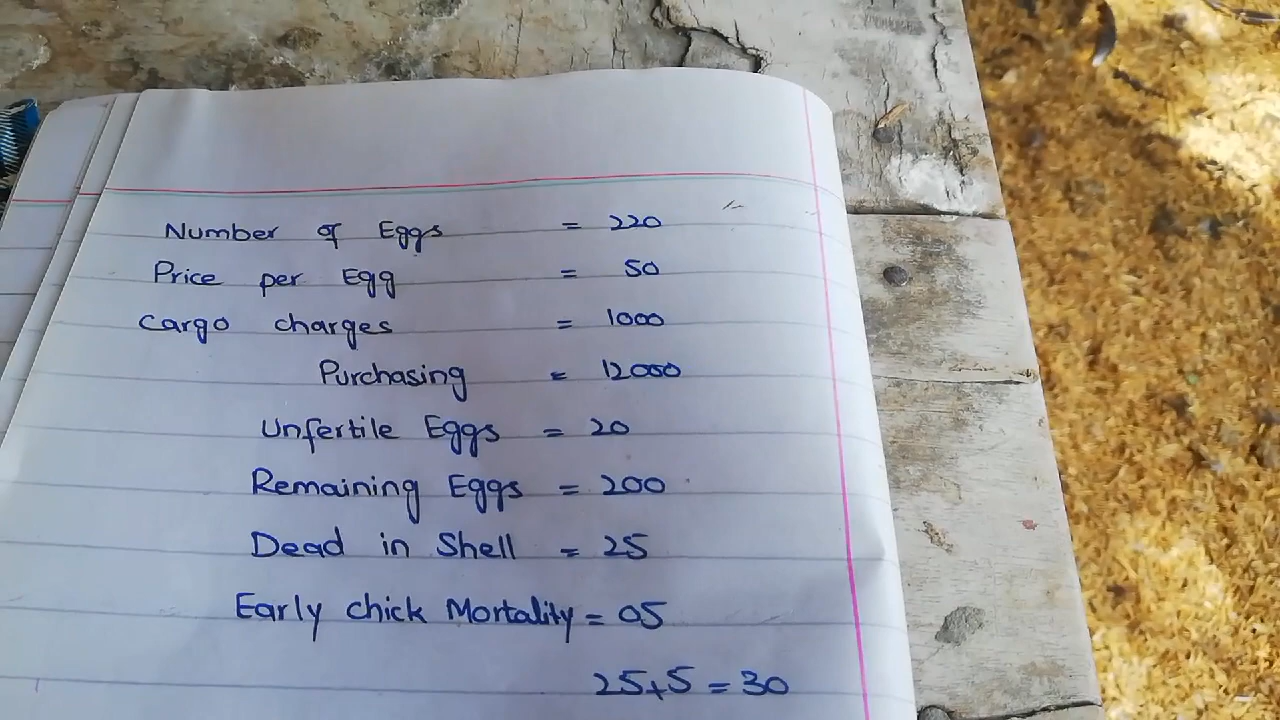 Number of Eggs = 220
Price per Egg = 50
Cargo charges = 1000
Purchasing = 12000
Unfertile Eggs = 20
Remaining Eggs = 200
Dead in Shell = 25
Early chick Mortality = 05
25+5 = 30